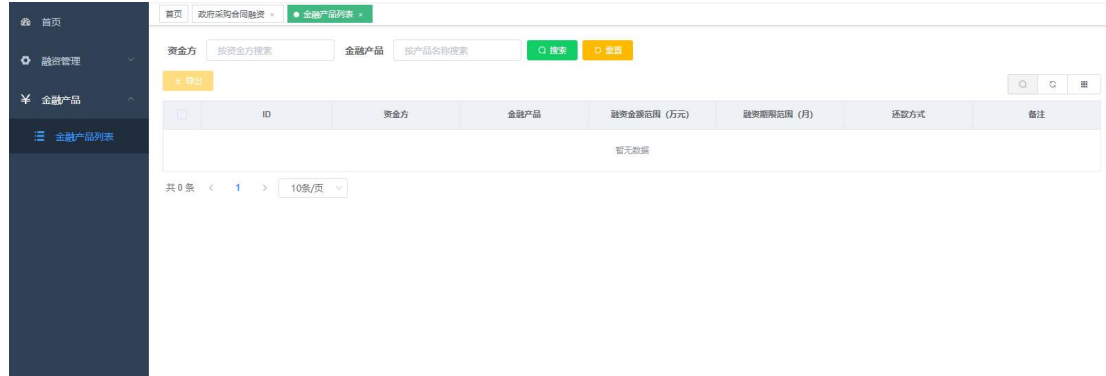 首页
融资管理
金融产品
金融产品列表
首页 政府采购合同融资 × ● 金融产品列表 ×
资金方 按资金方搜索 金融产品 按产品名称搜索 搜索 重置
导出
ID 资金方 金融产品 融资金额范围（万元） 融资期限范围（月） 还款方式 备注
暂无数据
共 0 条 < 1 > 10条/页